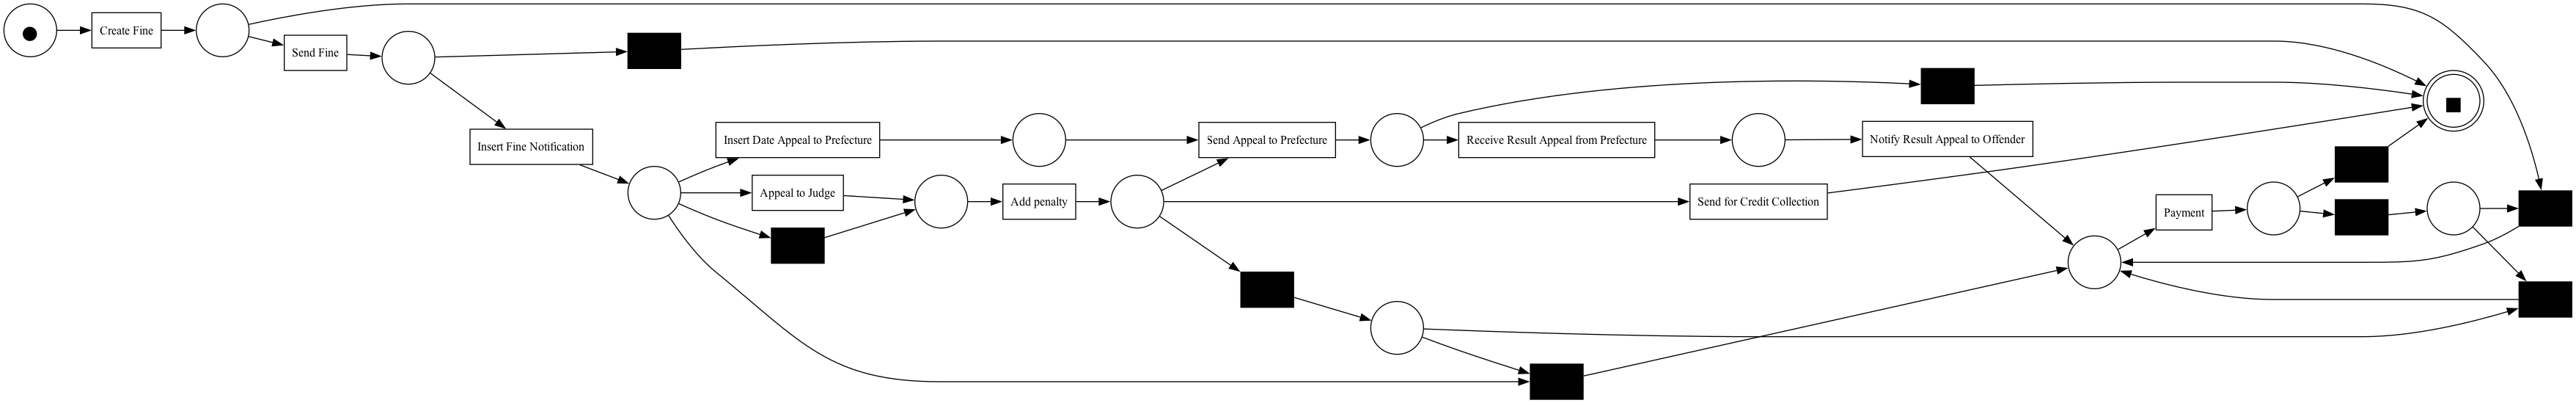 Create Fine
Send Fine
Insert Fine Notification
Insert Date Appeal to Prefecture
Appeal to Judge
Add penalty
Send Appeal to Prefecture
Receive Result Appeal from Prefecture
Notify Result Appeal to Offender
Send for Credit Collection
Payment